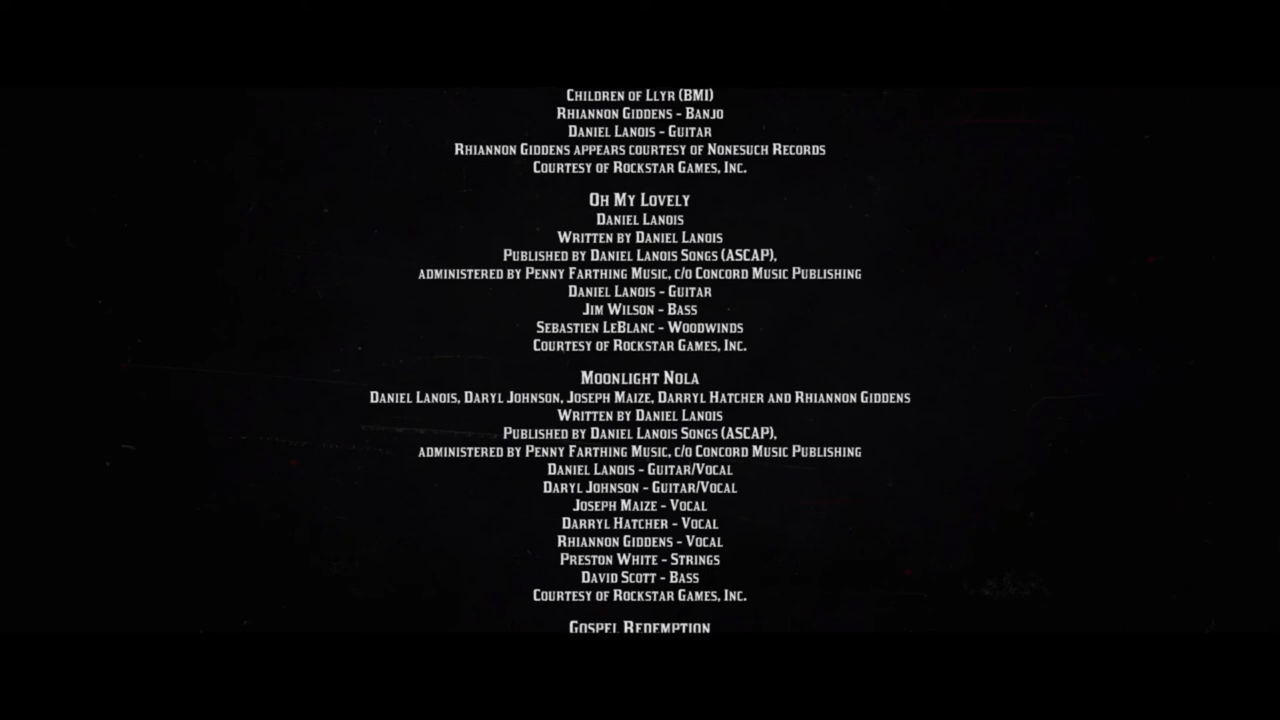 Children of Llyr (BMI)
Rhiannon Giddens - Banjo
Daniel Lanois - Guitar
Rhiannon Giddens appears courtesy of Nonesuch Records
Courtesy of Rockstar Games, Inc.
Oh My Lovely
Daniel Lanois
Written by Daniel Lanois
Published by Daniel Lanois Songs (ASCAP),
administered by Penny Farthing Music, c/o Concord Music Publishing
Daniel Lanois - Guitar
Jim Wilson - Bass
Sebastien LeBlanc - Woodwinds
Courtesy of Rockstar Games, Inc.
Moonlight Nola
Daniel Lanois, Daryl Johnson, Joseph Maize, Darryl Hatcher and Rhiannon Giddens
Written by Daniel Lanois
Published by Daniel Lanois Songs (ASCAP),
administered by Penny Farthing Music, c/o Concord Music Publishing
Daniel Lanois - Guitar/Vocal
Daryl Johnson - Guitar/Vocal
Joseph Maize - Vocal
Darryl Hatcher - Vocal
Rhiannon Giddens - Vocal
Preston White - Strings
David Scott - Bass
Courtesy of Rockstar Games, Inc.
Gospel Redemption